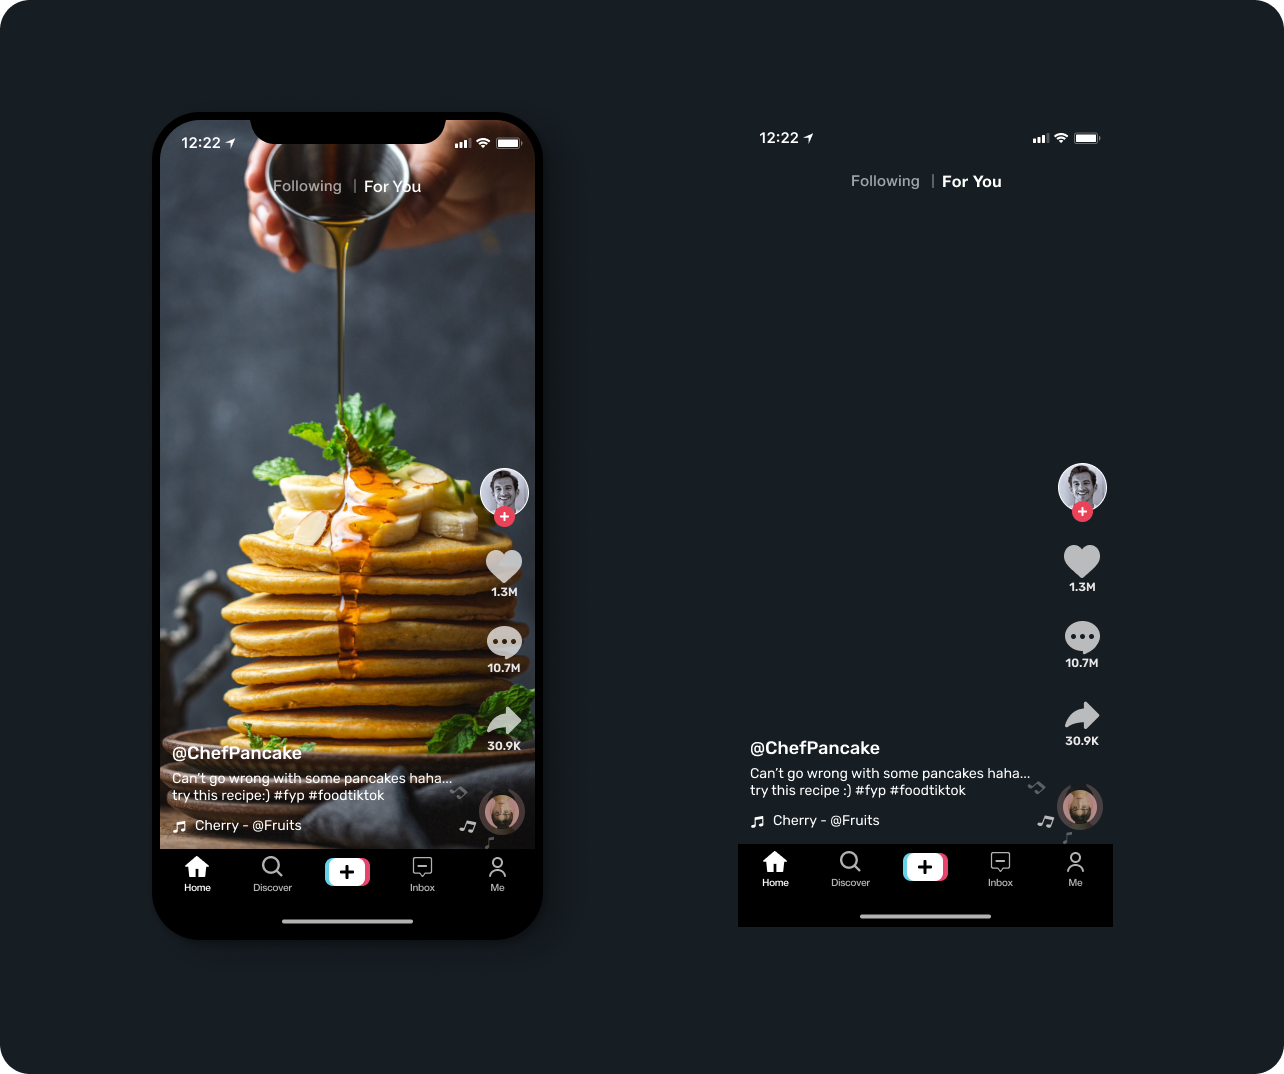 12:22
Following | For You
1.3M
10.7M
30.9K
@ChefPancake
Can't go wrong with some pancakes haha...
try this recipe:) #fyp #foodtiktok
Cherry - @Fruits
Home Discover Inbox Me
12:22
Following | For You
1.3M
10.7M
30.9K
@ChefPancake
Can't go wrong with some pancakes haha...
try this recipe :) #fyp #foodtiktok
Cherry - @Fruits
Home Discover Inbox Me